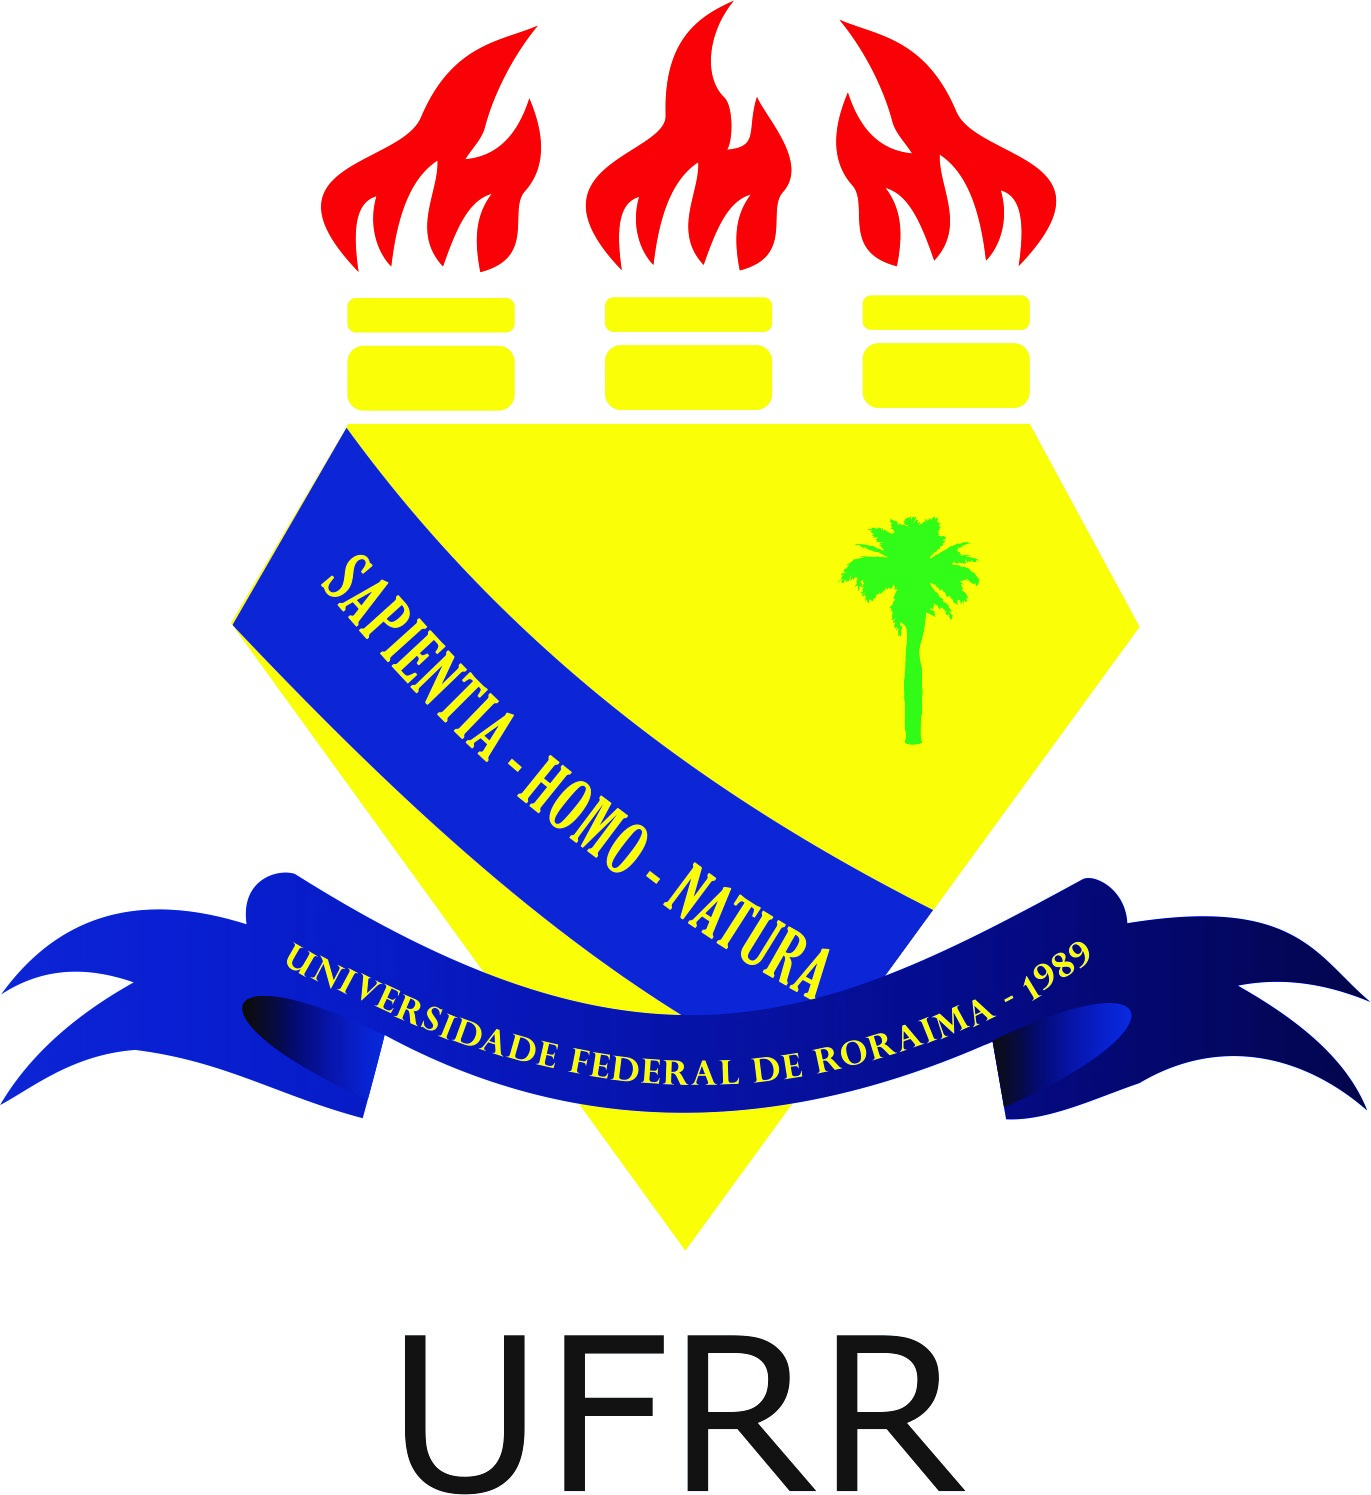 SAPIENTIA - HOMO - NATURA
UNIVERSIDADE FEDERAL DE RORAIMA - 1989
UFRR